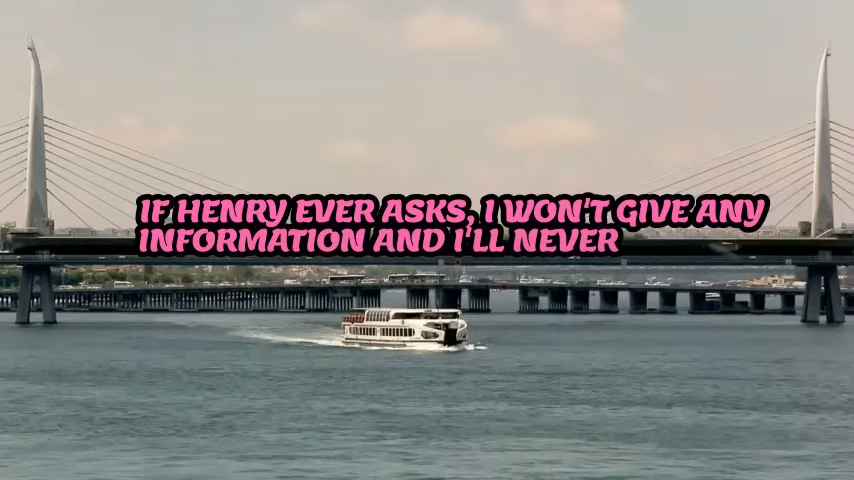 IF HENRY EVER ASKS, I WON'T GIVE ANY
INFORMATION AND I'LL NEVER